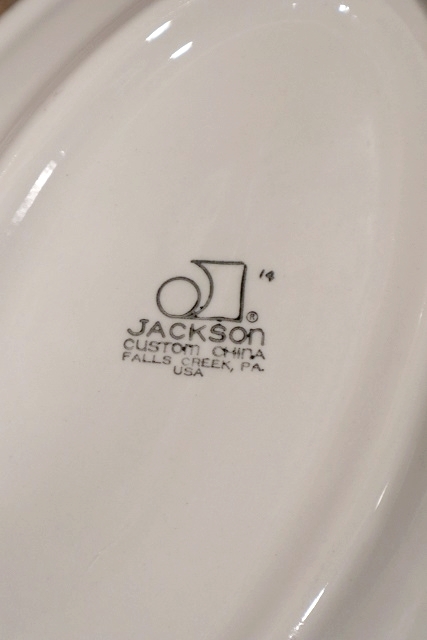 14
®
JACKSON
CUSTOM CHINA
FALLS CREEK, PA.
USA